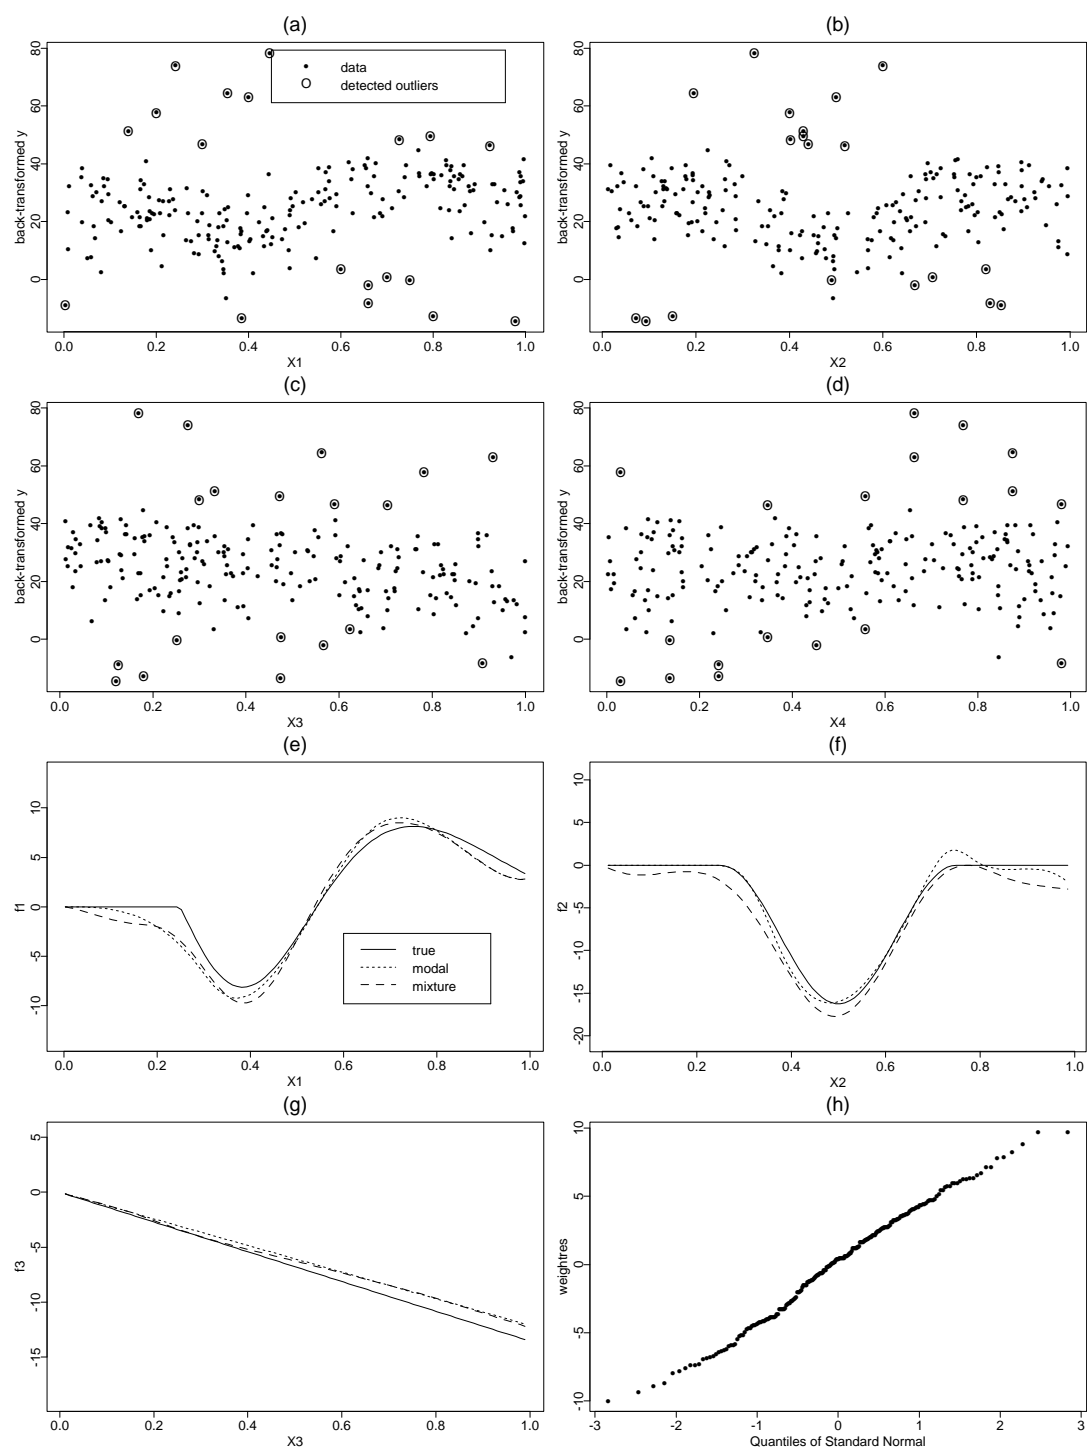 (a)
80
60
40
20
0
back-transformed y
data
detected outliers
0.0 0.2 0.4 0.6 0.8 1.0
X1
(b)
80
60
40
20
0
back-transformed y
0.0 0.2 0.4 0.6 0.8 1.0
X2
(c)
80
60
40
20
0
back-transformed y
0.0 0.2 0.4 0.6 0.8 1.0
X3
(d)
80
60
40
20
0
back-transformed y
0.0 0.2 0.4 0.6 0.8 1.0
X4
(e)
10
5
0
-5
-10
f1
true
modal
mixture
0.0 0.2 0.4 0.6 0.8 1.0
X1
(f)
10
5
0
-5
-10
-15
-20
f2
0.0 0.2 0.4 0.6 0.8 1.0
X2
(g)
5
0
-5
-10
-15
f3
0.0 0.2 0.4 0.6 0.8 1.0
X3
(h)
10
5
0
-5
-10
weightres
-3 -2 -1 0 1 2 3
Quantiles of Standard Normal